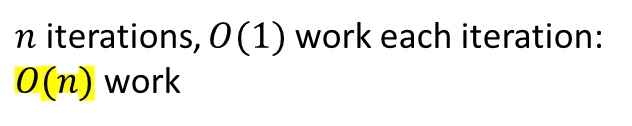 n iterations, O(1) work each iteration:
O(n) work